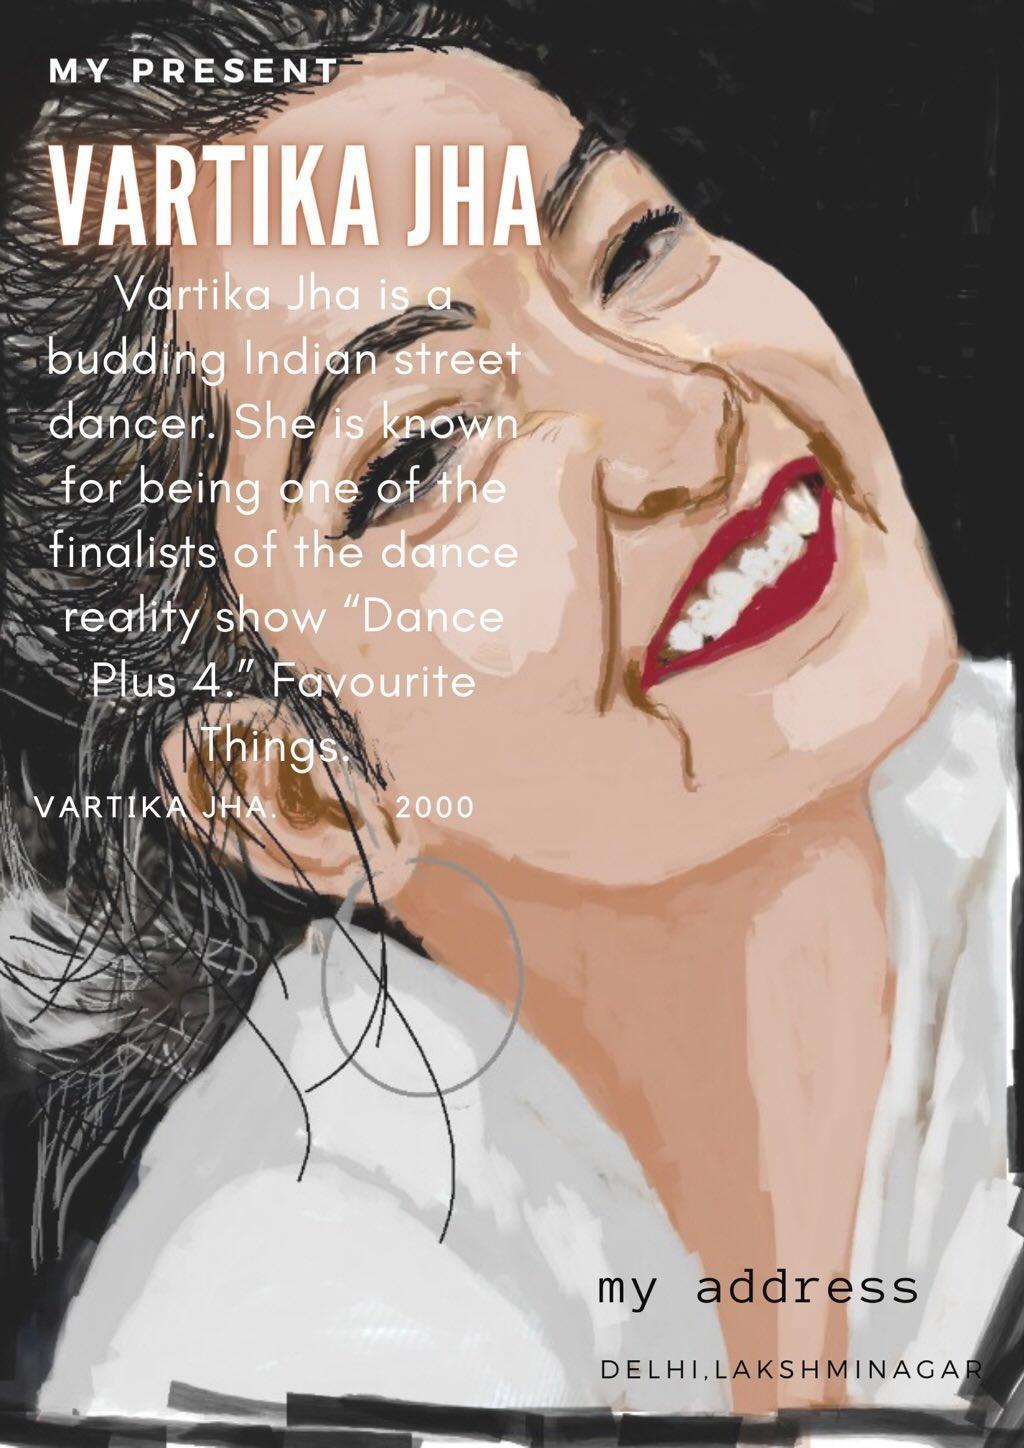 MY PRESENT
VARTIKA JHA
Vartika Jha is a
budding Indian street
dancer. She is known
for being one of the
finalists of the dance
reality show “Dance
Plus 4.” Favourite
Things.
VARTIKA JHA. 2000
my address
DELHI,LAKSHMINAGAR